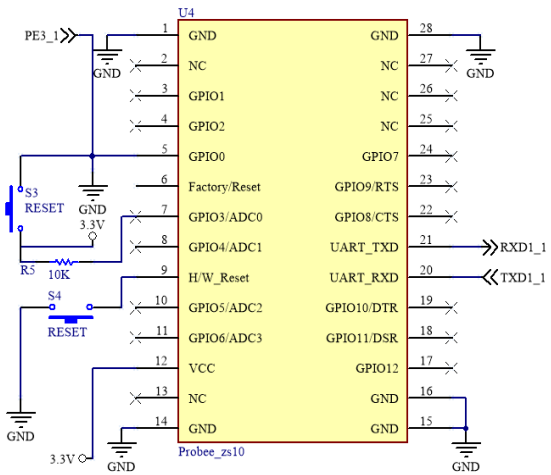 U4
PE3_1
1 GND GND 28
GND GND
2 NC NC 27
3 GPIO1 NC 26
4 GPIO2 NC 25
5 GPIO0 GPIO7 24
6 Factory/Reset GPIO9/RTS 23
S3
RESET
GND
3.3V
7 GPIO3/ADC0 GPIO8/CTS 22
8 GPIO4/ADC1 UART_TXD 21 RXD1_1
R5 10K
9 H/W_Reset UART_RXD 20 TXD1_1
S4
RESET
10 GPIO5/ADC2 GPIO10/DTR 19
11 GPIO6/ADC3 GPIO11/DSR 18
12 VCC GPIO12 17
13 NC GND 16
14 GND GND 15
GND
3.3V
GND
Probee_zs10
GND